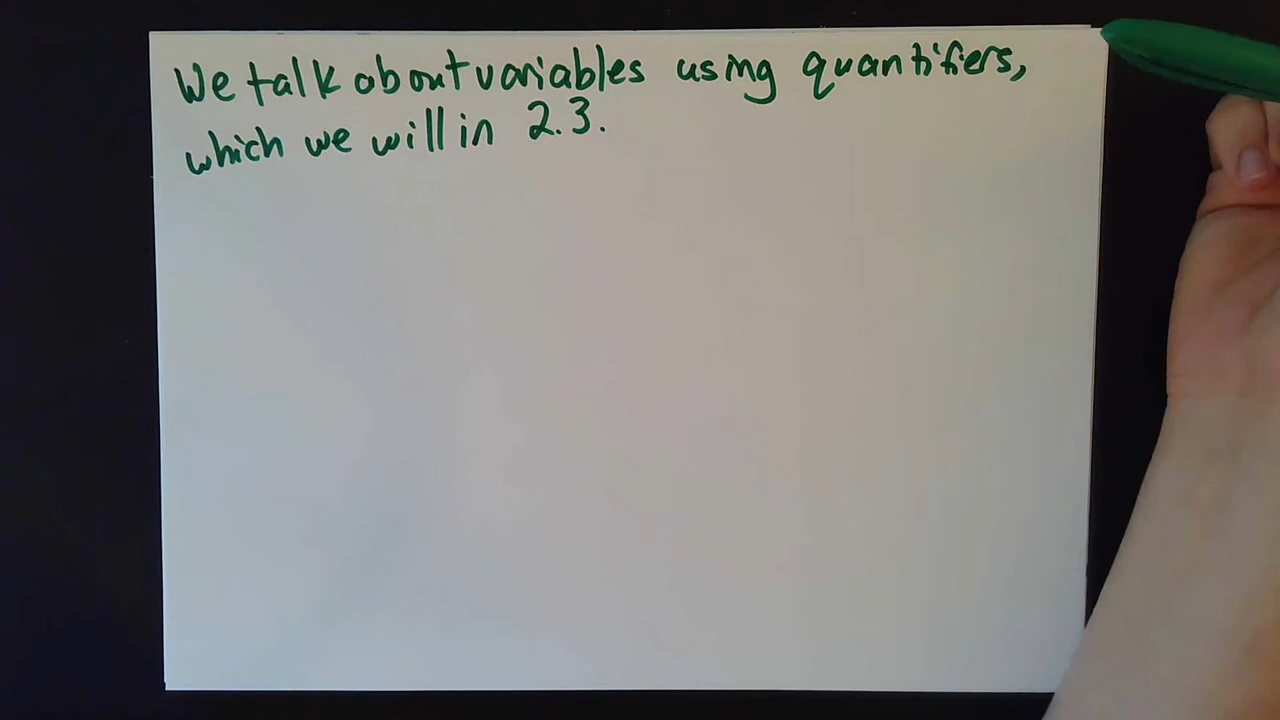 We talk about variables using quantifiers,
which we will in 2.3.